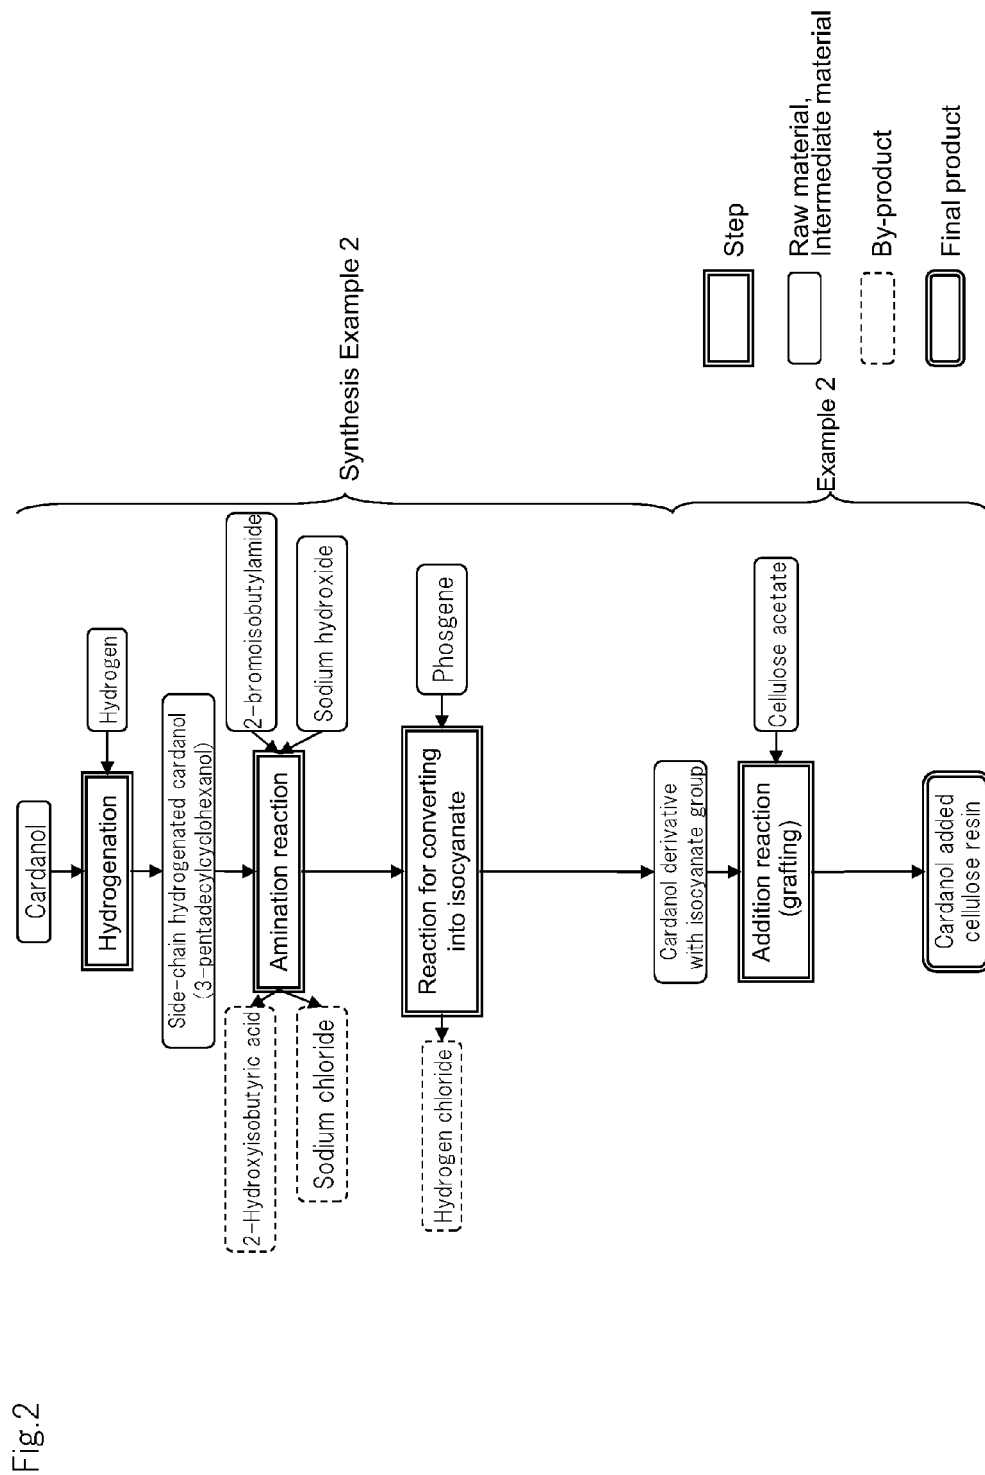 Fig.2
Cardanol
Hydrogen
Hydrogenation
Side-chain hydrogenated cardanol
(3-pentadecylcyclohexanol)
2-bromoisobutylamide
Sodium hydroxide
Amination reaction
2-Hydroxyisobutyric acid
Sodium chloride
Phosgene
Reaction for converting
into isocyanate
Hydrogen chloride
Cardanol derivative
with isocyanate group
Cellulose acetate
Addition reaction
(grafting)
Cardanol added
cellulose resin
Synthesis Example 2
Example 2
Step
Raw material,
Intermediate material
By-product
Final product